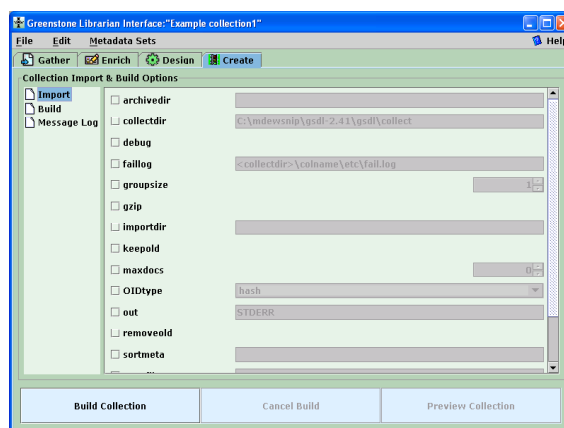 Greenstone Librarian Interface:"Example collection1"
File Edit Metadata Sets Help
Gather Enrich Design Create
Collection Import & Build Options
Import
Build
Message Log
archivedir
collectdir C:\mdewsnip\gsdl-2.41\gsdl\collect
debug
faillog <collectdir>\colname\etc\fail.log
groupsize 1
gzip
importdir
keepold
maxdocs 0
OIDtype hash
out STDERR
removeold
sortmeta
Build Collection Cancel Build Preview Collection